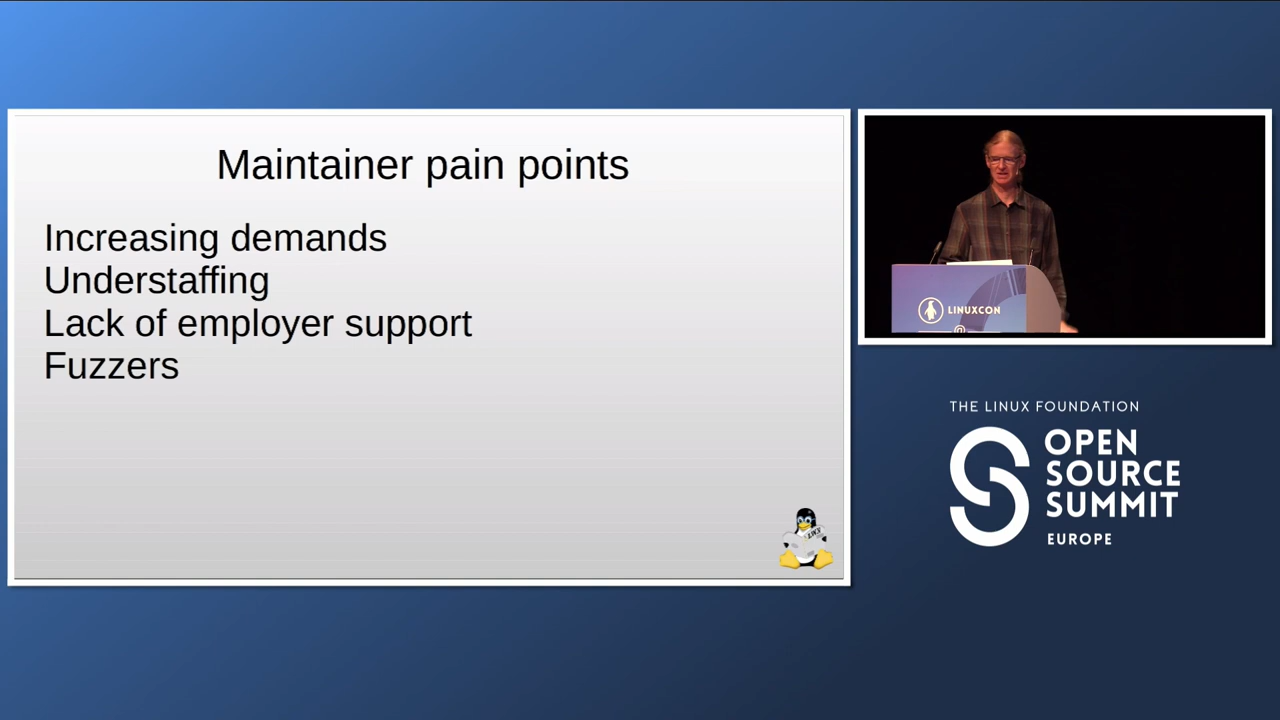 Maintainer pain points
Increasing demands
Understaffing
Lack of employer support
Fuzzers
LINUXCON
@
THE LINUX FOUNDATION
OPEN
SOURCE
SUMMIT
EUROPE